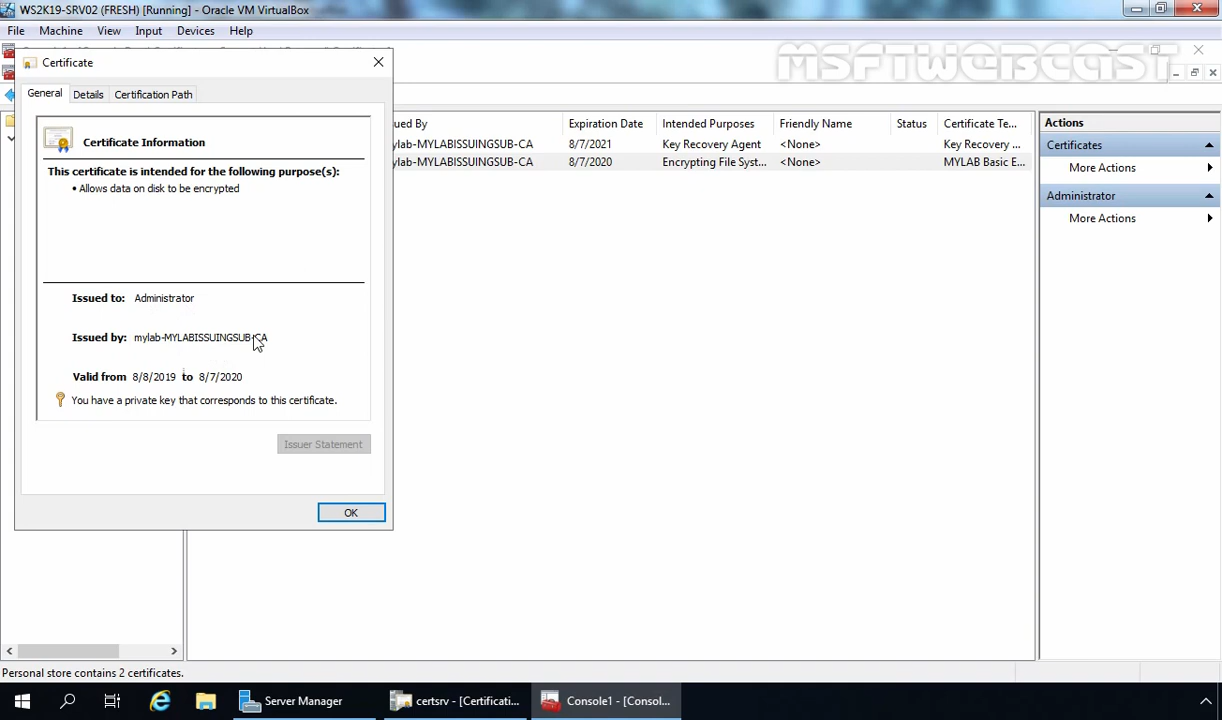 WS2K19-SRV02 (FRESH) [Running] - Oracle VM VirtualBox
File Machine View Input Devices Help
MSFTWEBCAST
Certificate
General Details Certification Path
Certificate Information
This certificate is intended for the following purpose(s):
• Allows data on disk to be encrypted
Issued to: Administrator
Issued by: mylab-MYLABISSUINGSUB-CA
Valid from 8/8/2019 to 8/7/2020
You have a private key that corresponds to this certificate.
Issuer Statement
OK
By Expiration Date Intended Purposes Friendly Name Status Certificate Te...
ylab-MYLABISSUINGSUB-CA 8/7/2021 Key Recovery Agent <None> Key Recovery ...
ylab-MYLABISSUINGSUB-CA 8/7/2020 Encrypting File Syst... <None> MYLAB Basic E...
Actions
Certificates
More Actions
Administrator
More Actions
Personal store contains 2 certificates.
Server Manager certsrv - [Certificati... Console1 - [Consol...